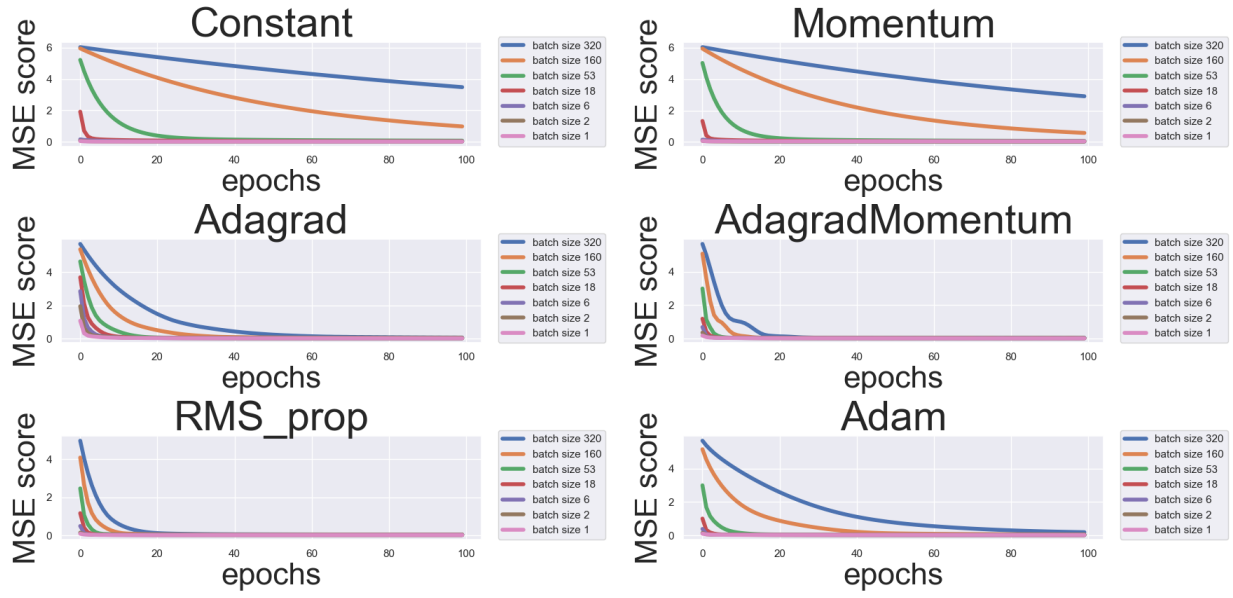 Constant
MSE score
6
4
2
0
0
20
40
60
80
100
epochs
batch size 320
batch size 160
batch size 53
batch size 18
batch size 6
batch size 2
batch size 1
Momentum
MSE score
6
4
2
0
0
20
40
60
80
100
epochs
batch size 320
batch size 160
batch size 53
batch size 18
batch size 6
batch size 2
batch size 1
Adagrad
MSE score
4
2
0
0
20
40
60
80
100
epochs
batch size 320
batch size 160
batch size 53
batch size 18
batch size 6
batch size 2
batch size 1
AdagradMomentum
MSE score
4
2
0
0
20
40
60
80
100
epochs
batch size 320
batch size 160
batch size 53
batch size 18
batch size 6
batch size 2
batch size 1
RMS_prop
MSE score
4
2
0
0
20
40
60
80
100
epochs
batch size 320
batch size 160
batch size 53
batch size 18
batch size 6
batch size 2
batch size 1
Adam
MSE score
4
2
0
0
20
40
60
80
100
epochs
batch size 320
batch size 160
batch size 53
batch size 18
batch size 6
batch size 2
batch size 1